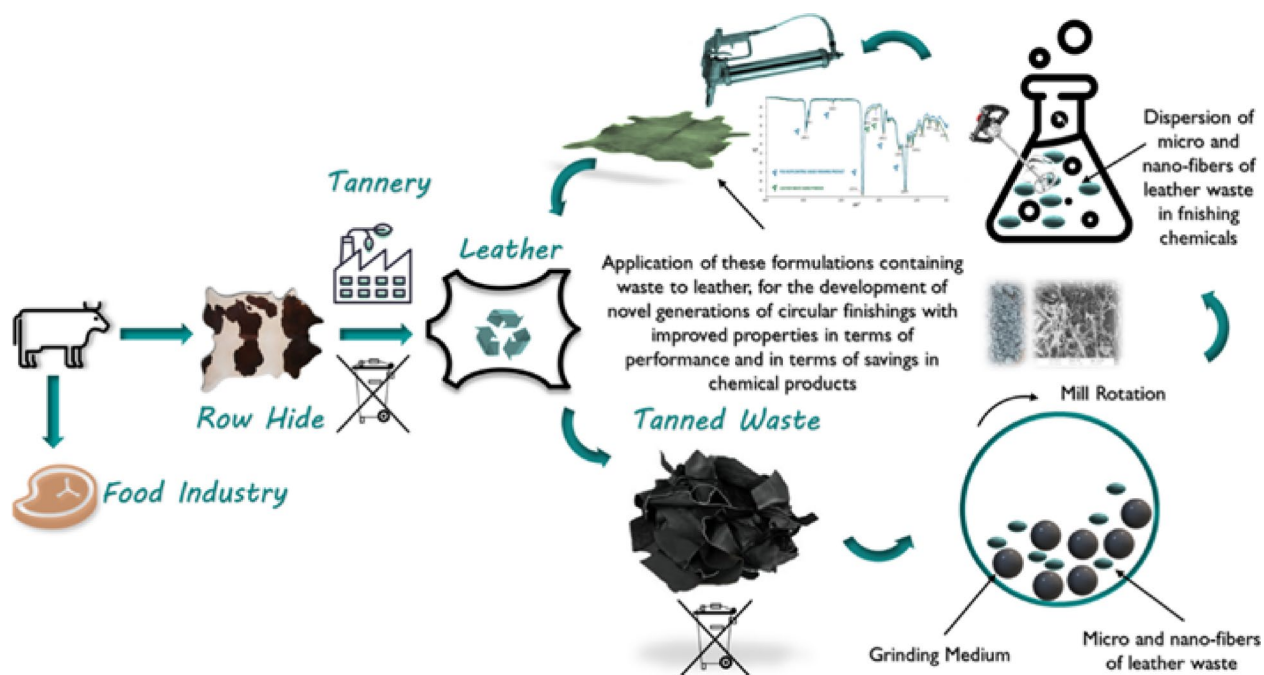 Tannery
Leather
Row Hide
Food Industry
Dispersion of
micro and
nano-fibers of
leather waste
in fnishing
chemicals
Application of these formulations containing
waste to leather, for the development of
novel generations of circular finishings with
improved properties in terms of
performance and in terms of savings in
chemical products
Tanned Waste
Mill Rotation
Grinding Medium
Micro and nano-fibers
of leather waste